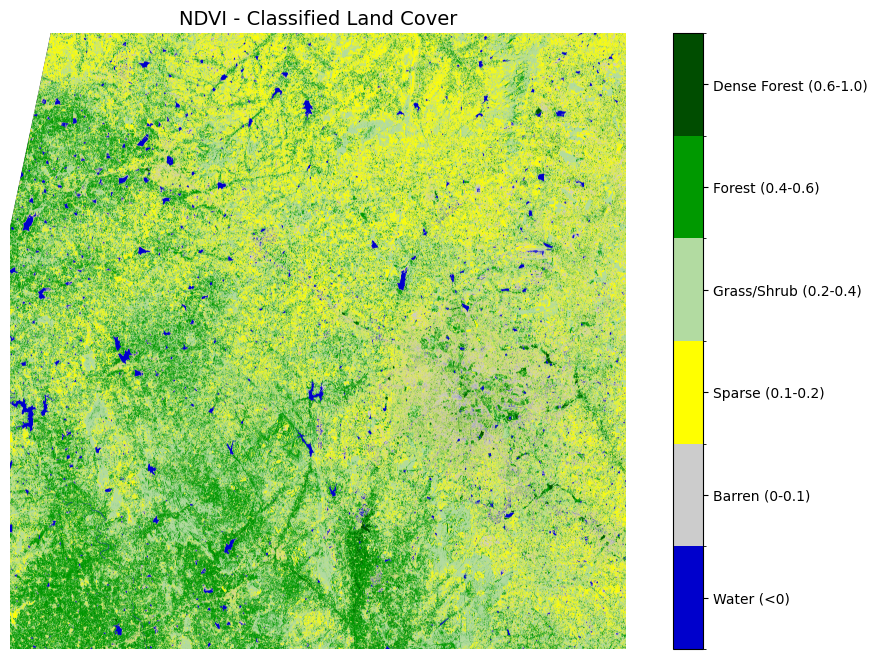 NDVI - Classified Land Cover
Dense Forest (0.6-1.0)
Forest (0.4-0.6)
Grass/Shrub (0.2-0.4)
Sparse (0.1-0.2)
Barren (0-0.1)
Water (<0)